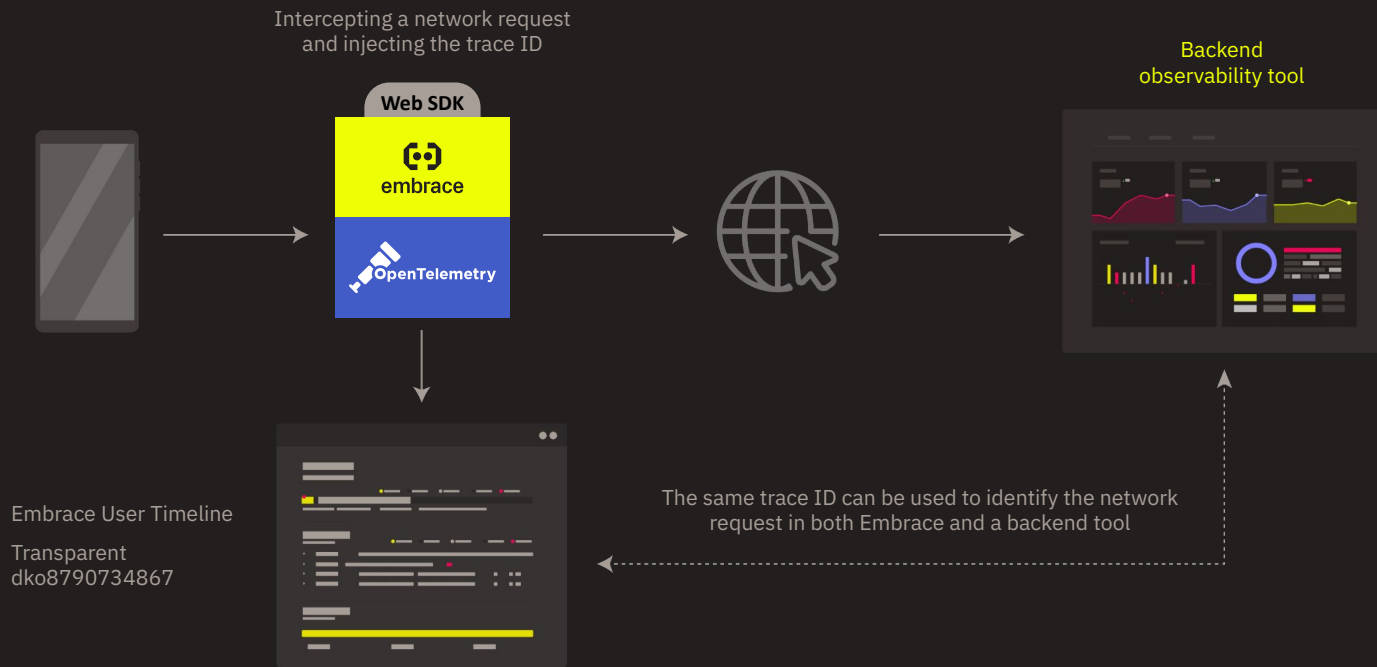 Intercepting a network request
and injecting the trace ID
Backend
observability tool
Web SDK
embrace
OpenTelemetry
The same trace ID can be used to identify the network
request in both Embrace and a backend tool
Embrace User Timeline
Transparent
dko8790734867